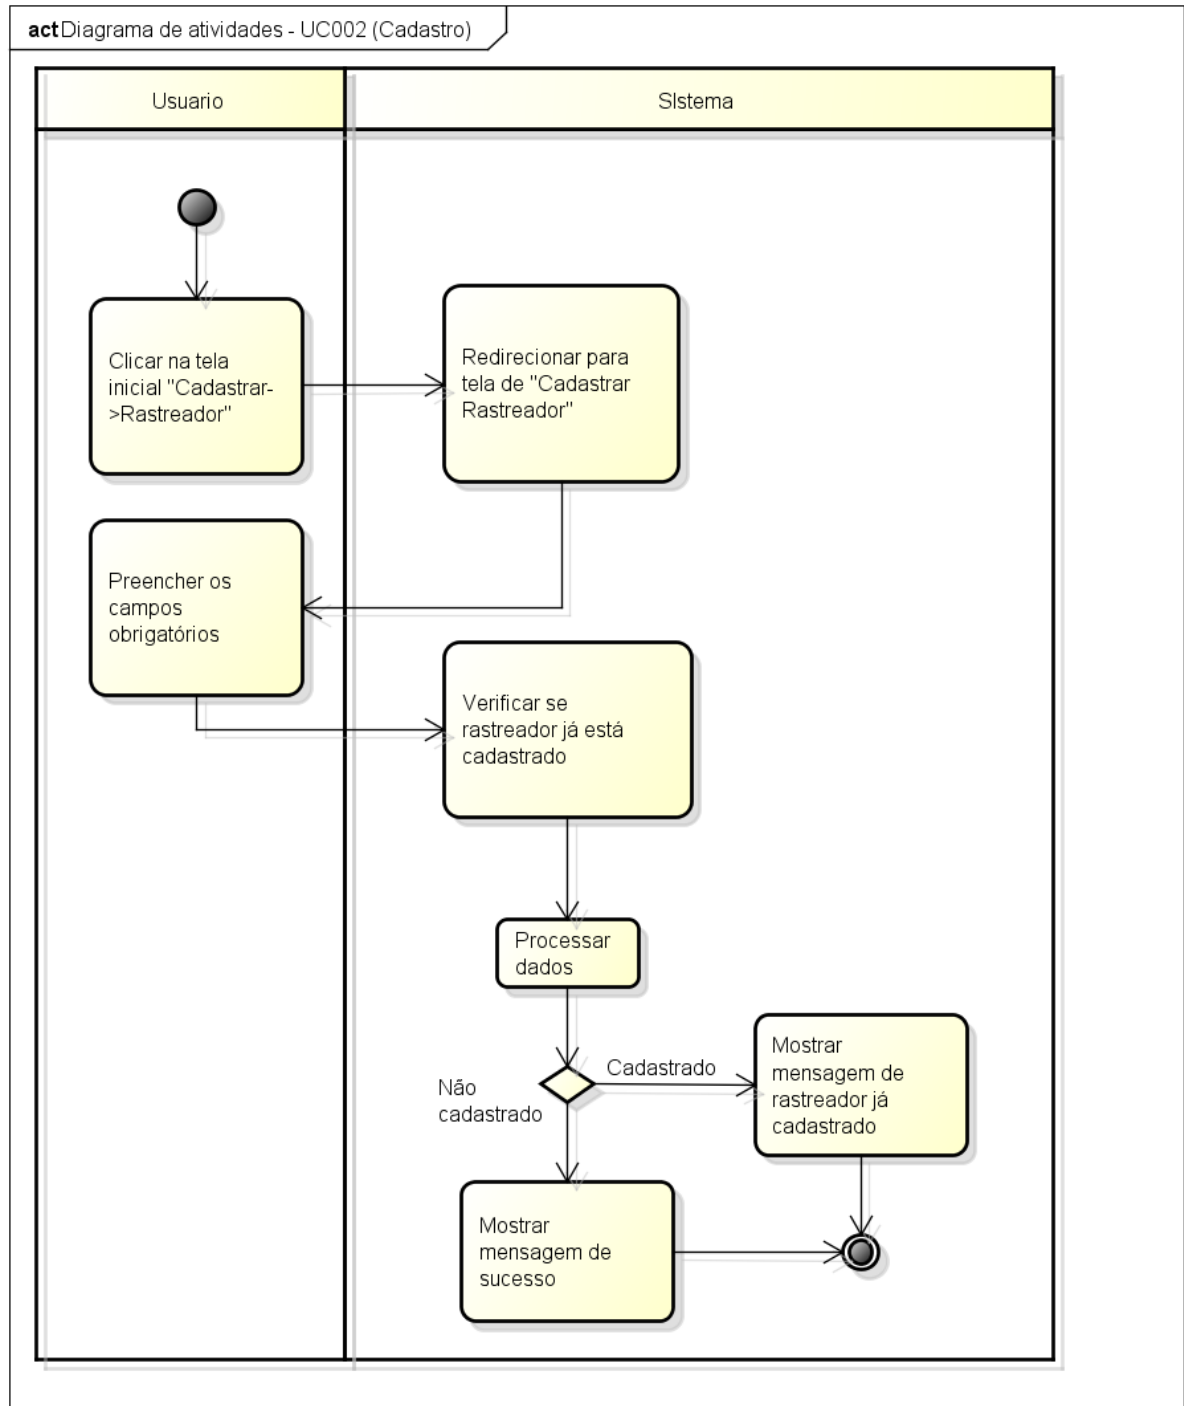 act Diagrama de atividades - UC002 (Cadastro)
Usuario
SIstema
Clicar na tela
inicial "Cadastrar-
>Rastreador"
Redirecionar para
tela de "Cadastrar
Rastreador"
Preencher os
campos
obrigatórios
Verificar se
rastreador já está
cadastrado
Processar
dados
Cadastrado
Não
cadastrado
Mostrar
mensagem de
rastreador já
cadastrado
Mostrar
mensagem de
sucesso